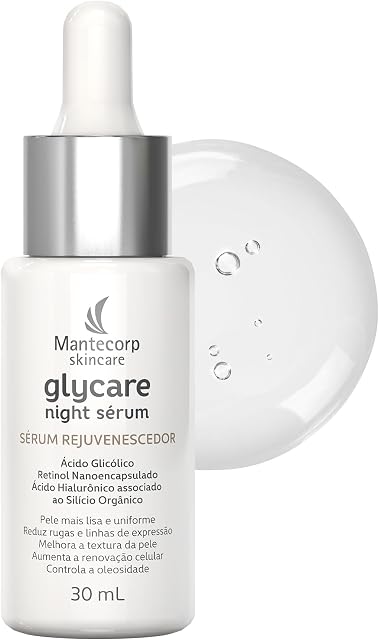 Mantecorp
skincare
glycare
night sérum
SÉRUM REJUVENESCEDOR
Ácido Glicólico
Retinol Nanoencapsulado
Ácido Hialurônico associado
ao Silício Orgânico
Pele mais lisa e uniforme
Reduz rugas e linhas de expressão
Melhora a textura da pele
Aumenta a renovação celular
Controla a oleosidade
30 mL